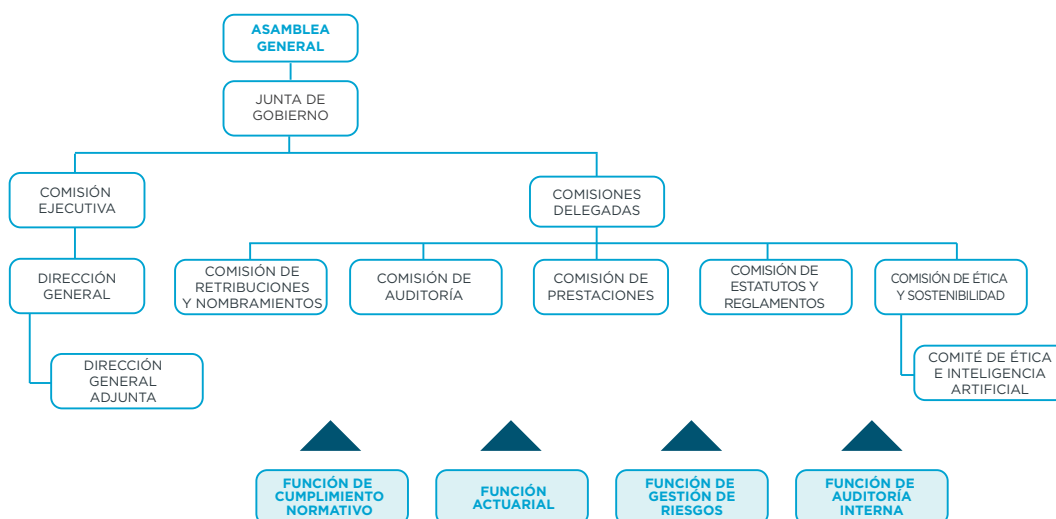 ASAMBLEA
GENERAL
JUNTA DE
GOBIERNO
COMISIÓN
EJECUTIVA
COMISIONES
DELEGADAS
DIRECCIÓN
GENERAL
COMISIÓN DE
RETRIBUCIONES
Y NOMBRAMIENTOS
COMISIÓN DE
AUDITORÍA
COMISIÓN DE
PRESTACIONES
COMISIÓN DE
ESTATUTOS Y
REGLAMENTOS
COMISIÓN DE ÉTICA
Y SOSTENIBILIDAD
DIRECCIÓN
GENERAL
ADJUNTA
COMITÉ DE ÉTICA
E INTELIGENCIA
ARTIFICIAL
FUNCIÓN DE
CUMPLIMIENTO
NORMATIVO
FUNCIÓN
ACTUARIAL
FUNCIÓN DE
GESTIÓN DE
RIESGOS
FUNCIÓN DE
AUDITORÍA
INTERNA